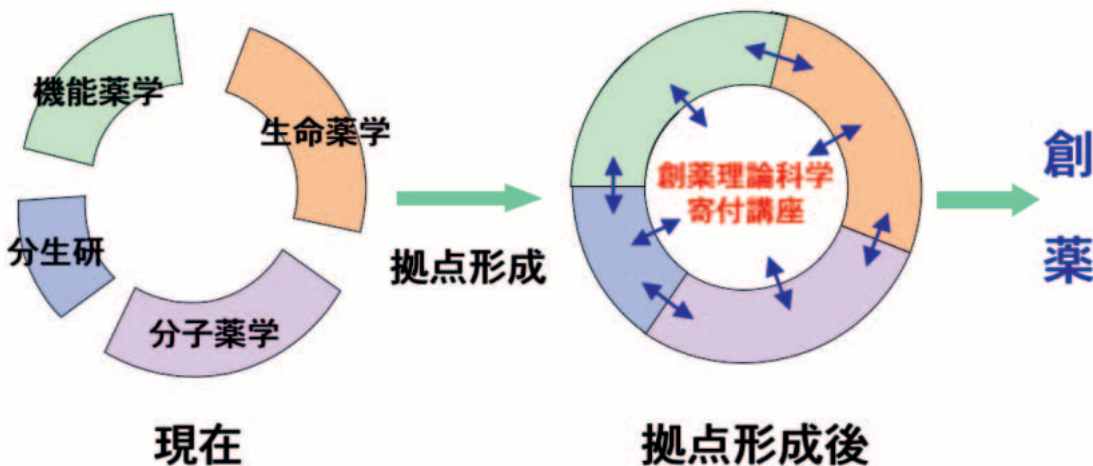 機能薬学
生命薬学
分生研
分子薬学
現在
拠点形成
創薬理論科学
寄付講座
拠点形成後
創
薬